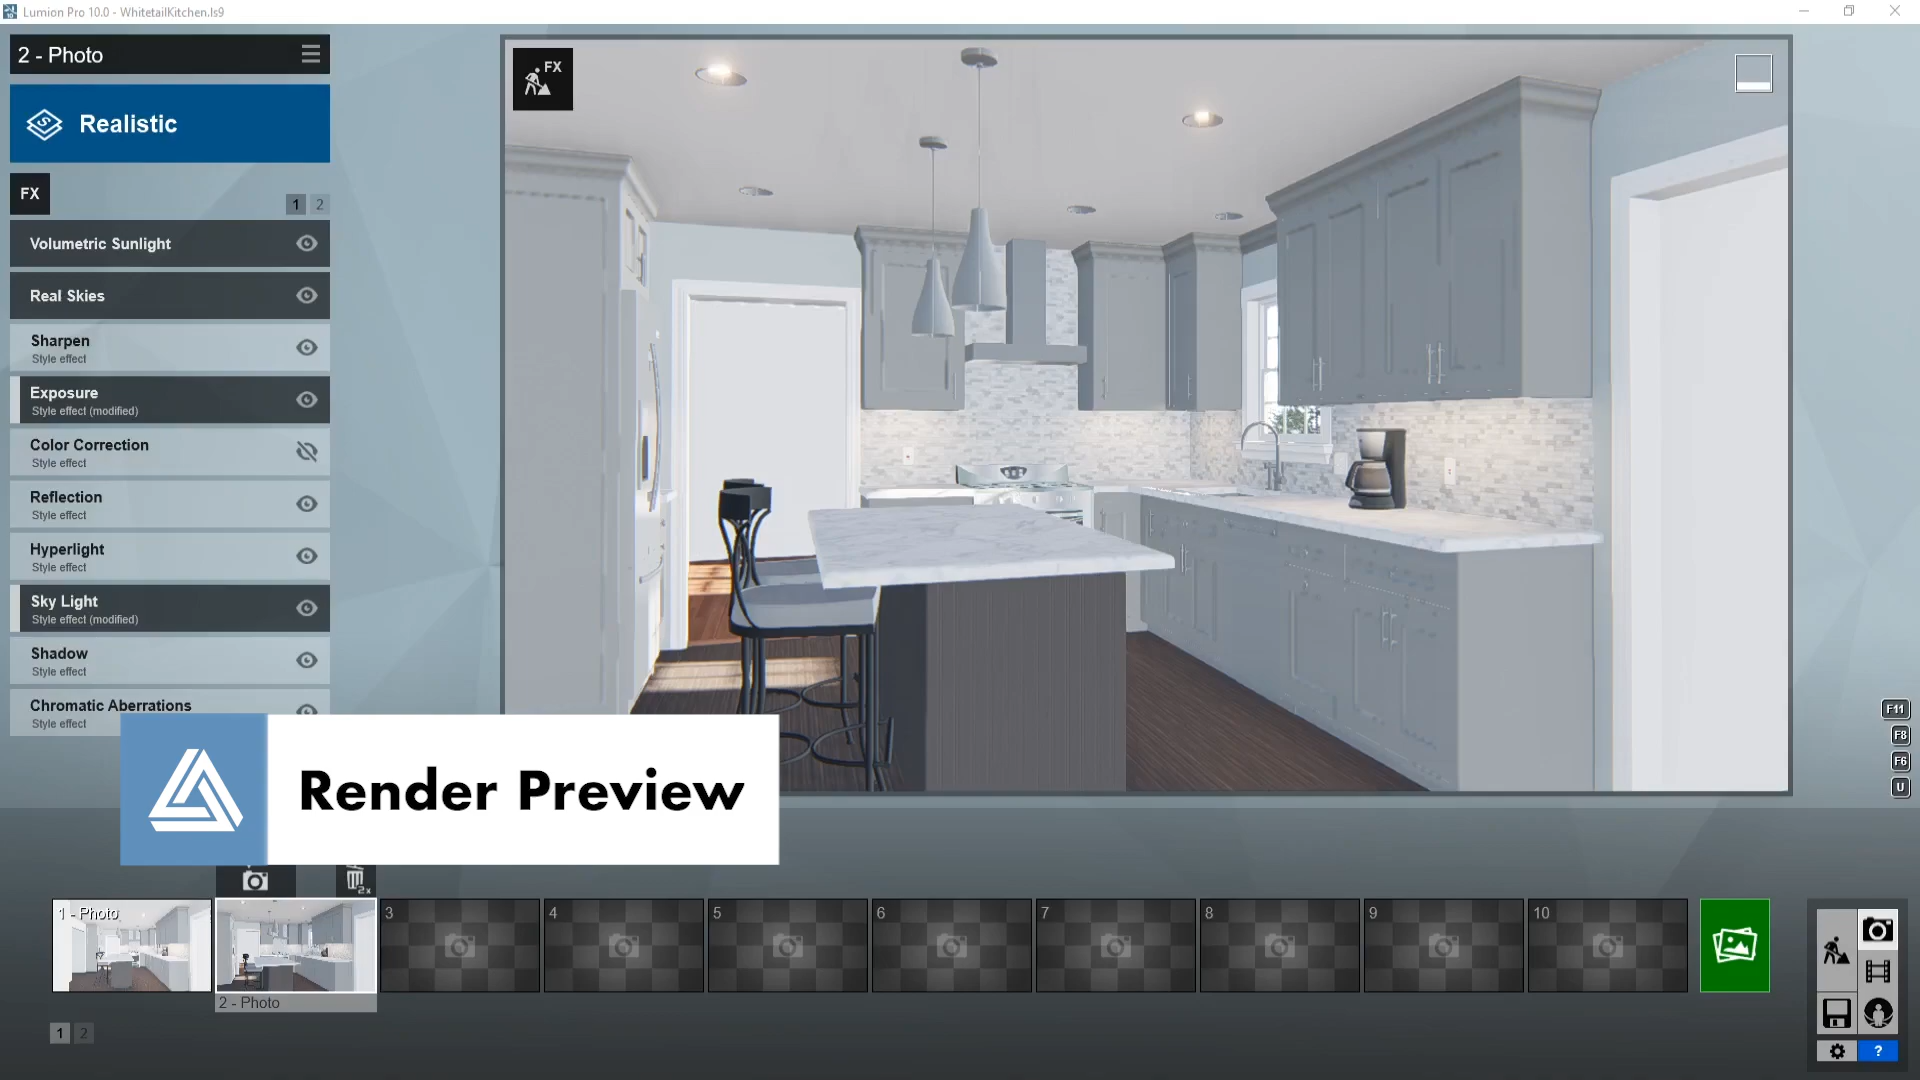 Lumion Pro 10.0 - WhitetailKitchen.ls9
2 - Photo
Realistic
FX
1 2
Volumetric Sunlight
Real Skies
Sharpen
Style effect
Exposure
Style effect (modified)
Color Correction
Style effect
Reflection
Style effect
Hyperlight
Style effect
Sky Light
Style effect (modified)
Shadow
Style effect
Chromatic Aberrations
Style effect
FX
F11
F8
F6
U
Render Preview
2x
1 - Photo
3
4
5
6
7
8
9
10
2 - Photo
1 2
?